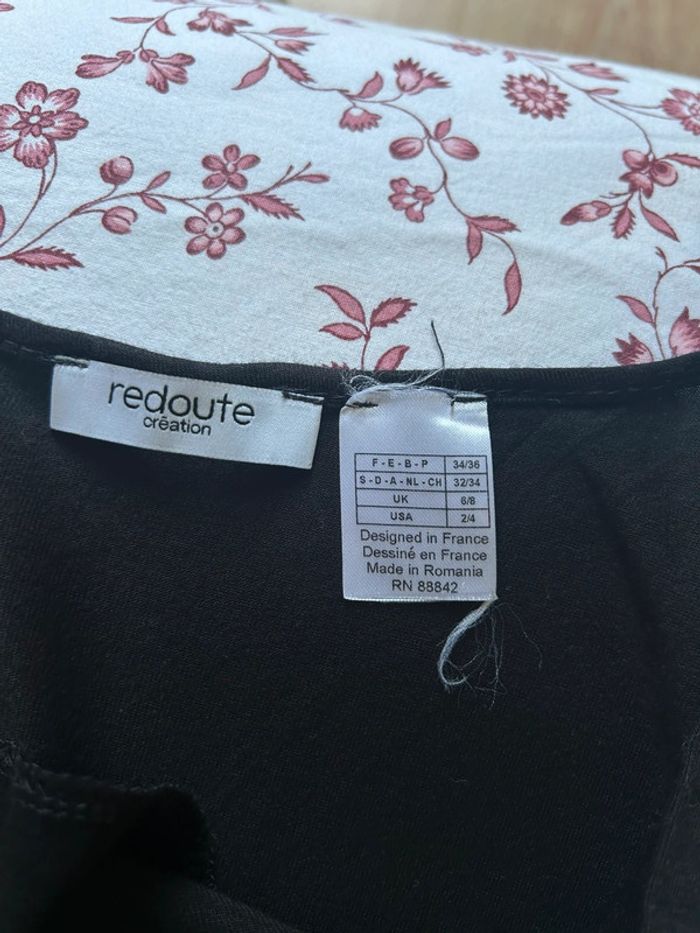 redoute
création
F - E - B - P 34/36
S - D - A - NL - CH 32/34
UK 6/8
USA 2/4
Designed in France
Dessiné en France
Made in Romania
RN 88842